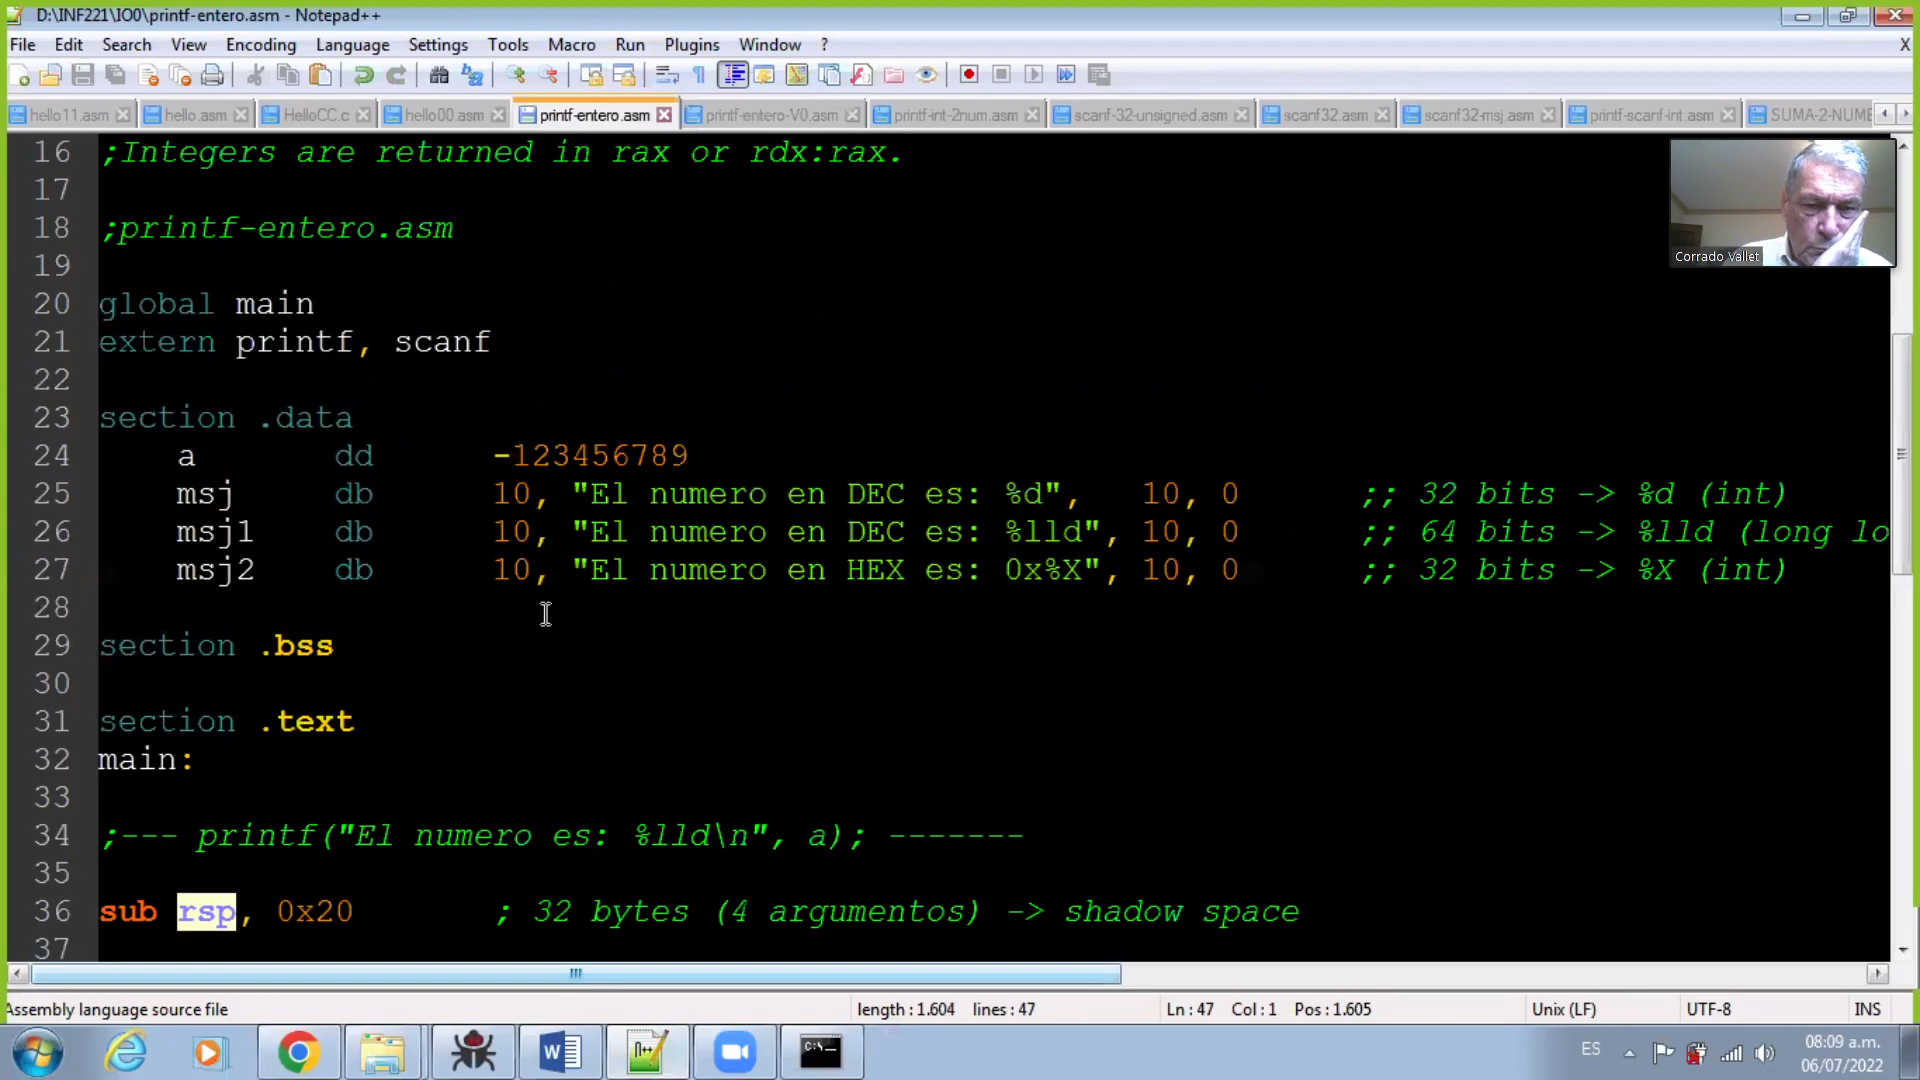 D:\INF221\IO0\printf-entero.asm - Notepad++
File Edit Search View Encoding Language Settings Tools Macro Run Plugins Window ? X
hello11.asm hello.asm HelloCC.c hello00.asm printf-entero.asm printf-entero-V0.asm printf-int-2num.asm scanf-32-unsigned.asm scanf32.asm scanf32-msj.asm printf-scanf-int.asm SUMA-2-NUME
16 ;Integers are returned in rax or rdx:rax.
17
18 ;printf-entero.asm
19
20 global main
21 extern printf, scanf
22
23 section .data
24 a dd -123456789
25 msj db 10, "El numero en DEC es: %d", 10, 0 ;; 32 bits -> %d (int)
26 msj1 db 10, "El numero en DEC es: %lld", 10, 0 ;; 64 bits -> %lld (long lo
27 msj2 db 10, "El numero en HEX es: 0x%X", 10, 0 ;; 32 bits -> %X (int)
28
29 section .bss
30
31 section .text
32 main:
33
34 ;--- printf("El numero es: %lld\n", a); -------
35
36 sub rsp, 0x20 ; 32 bytes (4 argumentos) -> shadow space
37
Corrado Vallet
Assembly language source file length : 1.604 lines : 47 Ln : 47 Col : 1 Pos : 1.605 Unix (LF) UTF-8 INS
ES 08:09 a.m.
06/07/2022